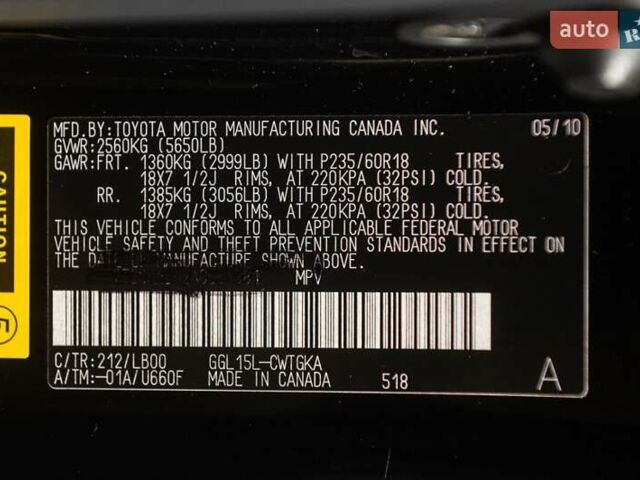 auto
R
MFD.BY:TOYOTA MOTOR MANUFACTURING CANADA INC. 05/10
GVWR:2560KG (5650LB)
GAWR:FRT. 1360KG (2999LB) WITH P235/60R18 TIRES,
18X7 1/2J RIMS, AT 220KPA (32PSI) COLD.
RR. 1385KG (3056LB) WITH P235/60R18 TIRES,
18X7 1/2J RIMS, AT 220KPA (32PSI) COLD.
THIS VEHICLE CONFORMS TO ALL APPLICABLE FEDERAL MOTOR
VEHICLE SAFETY AND THEFT PREVENTION STANDARDS IN EFFECT ON
THE DATE OF MANUFACTURE SHOWN ABOVE.
MPV
CAUTION
C/TR:212/LB00 GGL15L-CWTGKA
A/TM:-01A/U660F MADE IN CANADA 518 A